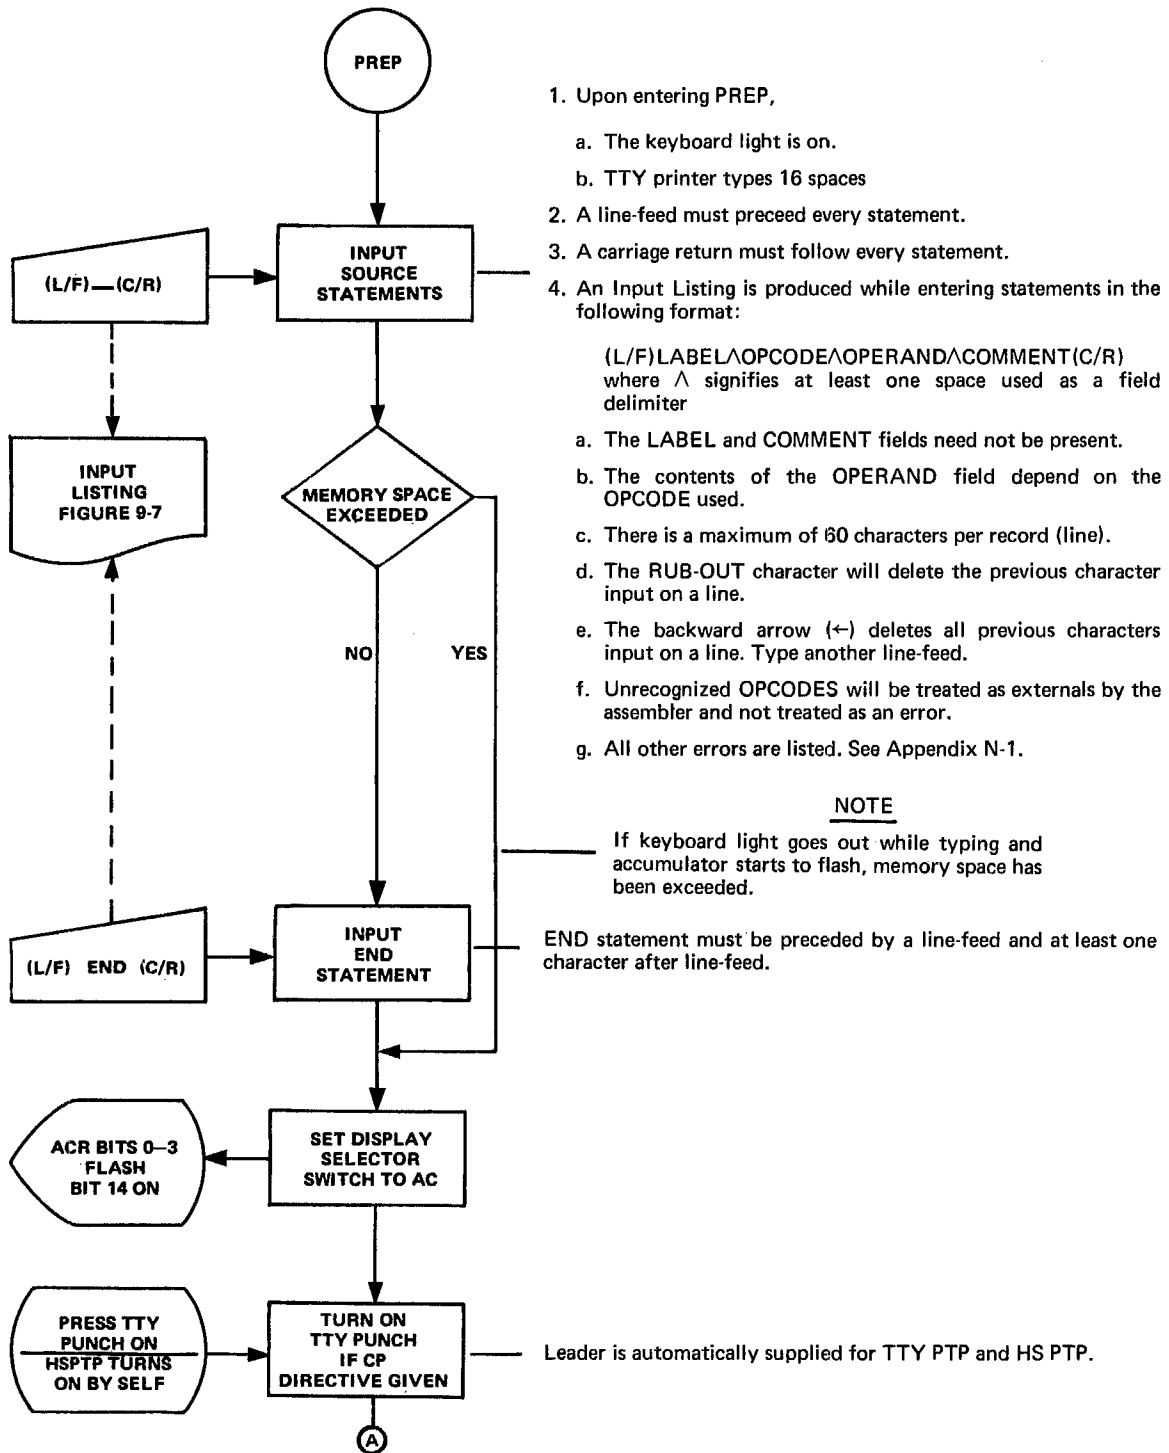 PREP
1. Upon entering PREP,
a. The keyboard light is on.
b. TTY printer types 16 spaces
2. A line-feed must preceed every statement.
3. A carriage return must follow every statement.
4. An Input Listing is produced while entering statements in the
following format:
(L/F)LABEL∧OPCODE∧OPERAND∧COMMENT(C/R)
where ∧ signifies at least one space used as a field
delimiter
a. The LABEL and COMMENT fields need not be present.
b. The contents of the OPERAND field depend on the
OPCODE used.
c. There is a maximum of 60 characters per record (line).
d. The RUB-OUT character will delete the previous character
input on a line.
e. The backward arrow (←) deletes all previous characters
input on a line. Type another line-feed.
f. Unrecognized OPCODES will be treated as externals by the
assembler and not treated as an error.
g. All other errors are listed. See Appendix N-1.
(L/F)—(C/R)
INPUT
SOURCE
STATEMENTS
INPUT
LISTING
FIGURE 9-7
MEMORY SPACE
EXCEEDED
NO
YES
NOTE
If keyboard light goes out while typing and
accumulator starts to flash, memory space has
been exceeded.
(L/F) END (C/R)
INPUT
END
STATEMENT
END statement must be preceded by a line-feed and at least one
character after line-feed.
ACR BITS 0–3
FLASH
BIT 14 ON
SET DISPLAY
SELECTOR
SWITCH TO AC
PRESS TTY
PUNCH ON
HSPTP TURNS
ON BY SELF
TURN ON
TTY PUNCH
IF CP
DIRECTIVE GIVEN
Leader is automatically supplied for TTY PTP and HS PTP.
A